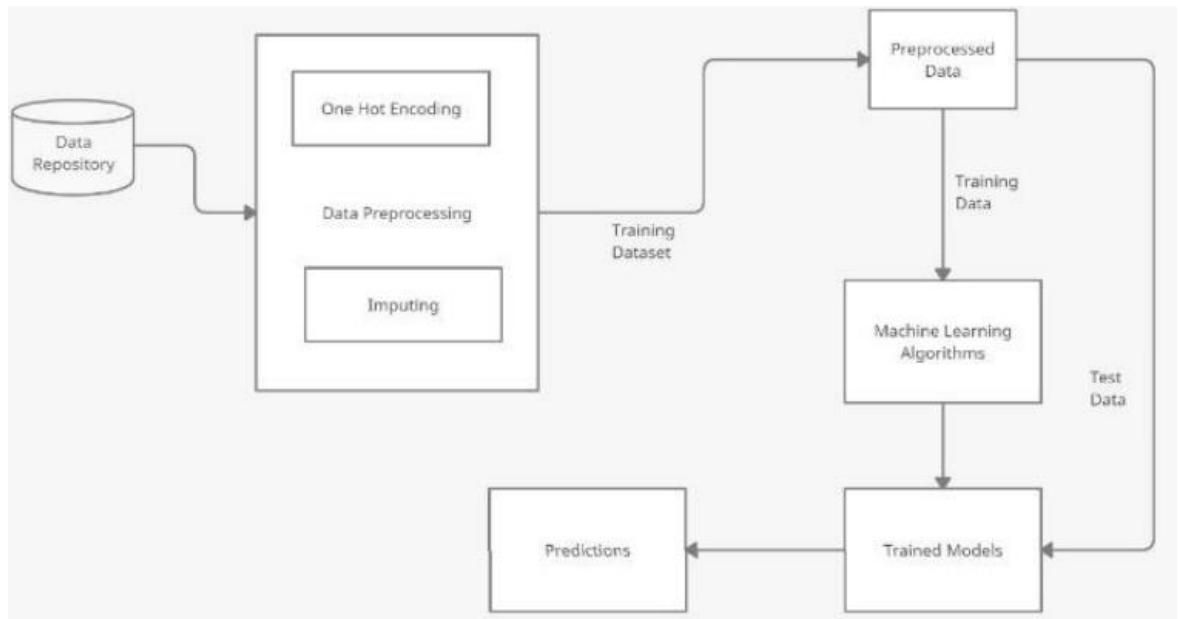 Data
Repository
One Hot Encoding
Data Preprocessing
Imputing
Training
Dataset
Preprocessed
Data
Training
Data
Machine Learning
Algorithms
Test
Data
Trained Models
Predictions